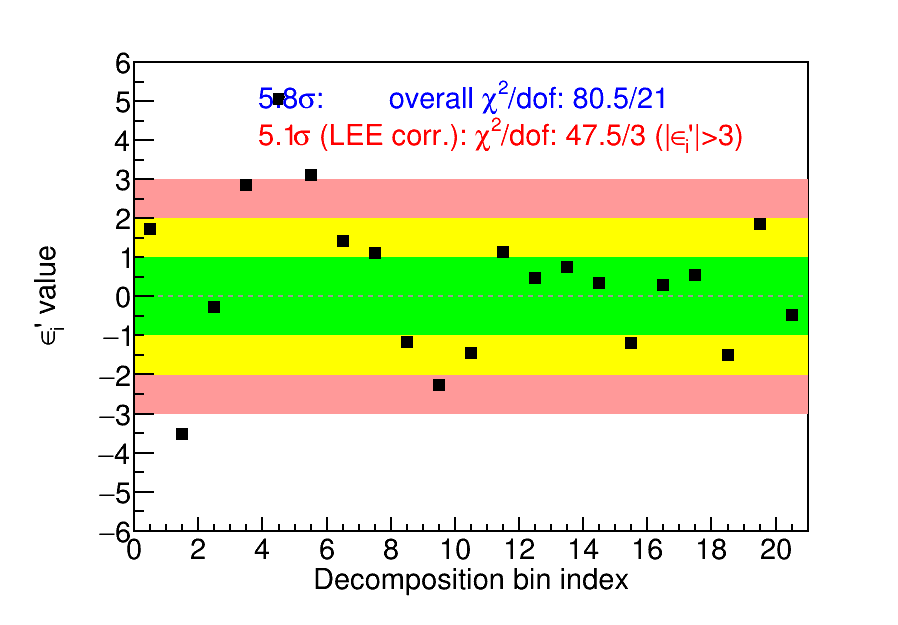 6
5
4
3
2
1
0
−1
−2
−3
−4
−5
−6
5.8σ: overall χ²/dof: 80.5/21
5.1σ (LEE corr.): χ²/dof: 47.5/3 (|ϵᵢ'|>3)
ϵᵢ' value
0 2 4 6 8 10 12 14 16 18 20
Decomposition bin index